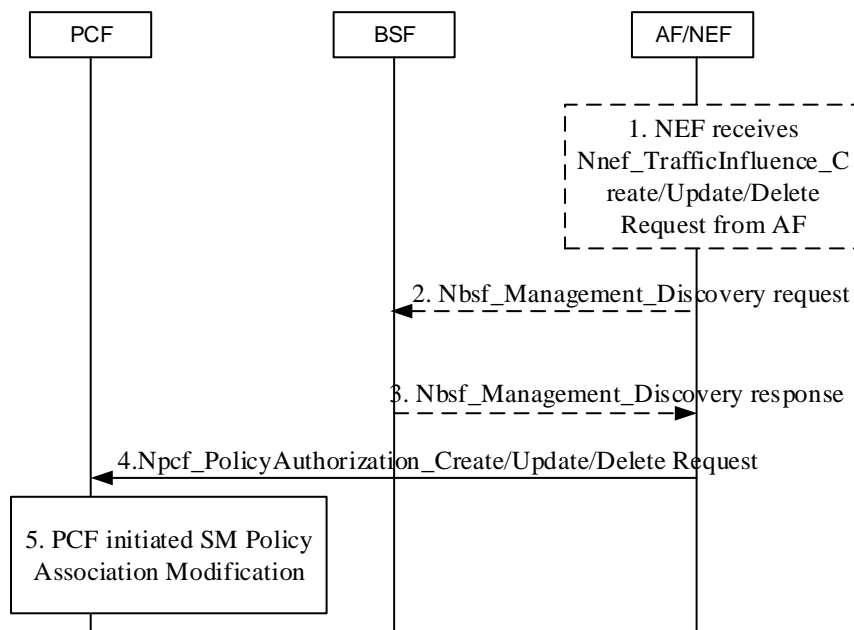 PCF
BSF
AF/NEF
1. NEF receives
Nnef_TrafficInfluence_C
reate/Update/Delete
Request from AF
2. Nbsf_Management_Discovery request
3. Nbsf_Management_Discovery response
4.Npcf_PolicyAuthorization_Create/Update/Delete Request
5. PCF initiated SM Policy
Association Modification